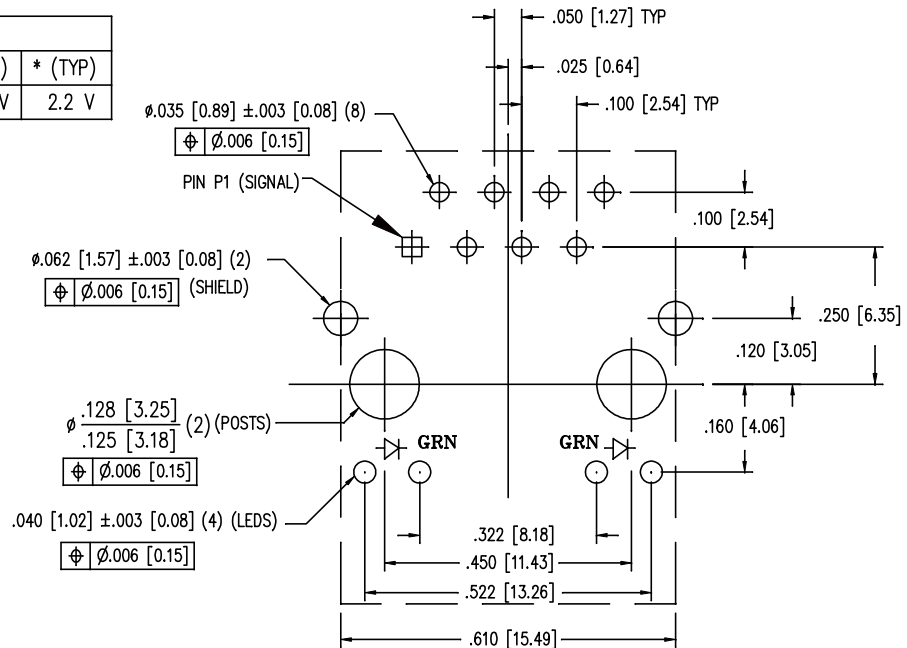 ) * (TYP)
V 2.2 V
.050 [1.27] TYP
.025 [0.64]
.100 [2.54] TYP
ø.035 [0.89] ±.003 [0.08] (8)
⌖ Ø.006 [0.15]
PIN P1 (SIGNAL)
.100 [2.54]
ø.062 [1.57] ±.003 [0.08] (2)
⌖ Ø.006 [0.15] (SHIELD)
.250 [6.35]
.120 [3.05]
.160 [4.06]
ø .128 [3.25]
.125 [3.18] (2) (POSTS)
⌖ Ø.006 [0.15]
GRN GRN
.040 [1.02] ±.003 [0.08] (4) (LEDS)
⌖ Ø.006 [0.15]
.322 [8.18]
.450 [11.43]
.522 [13.26]
.610 [15.49]